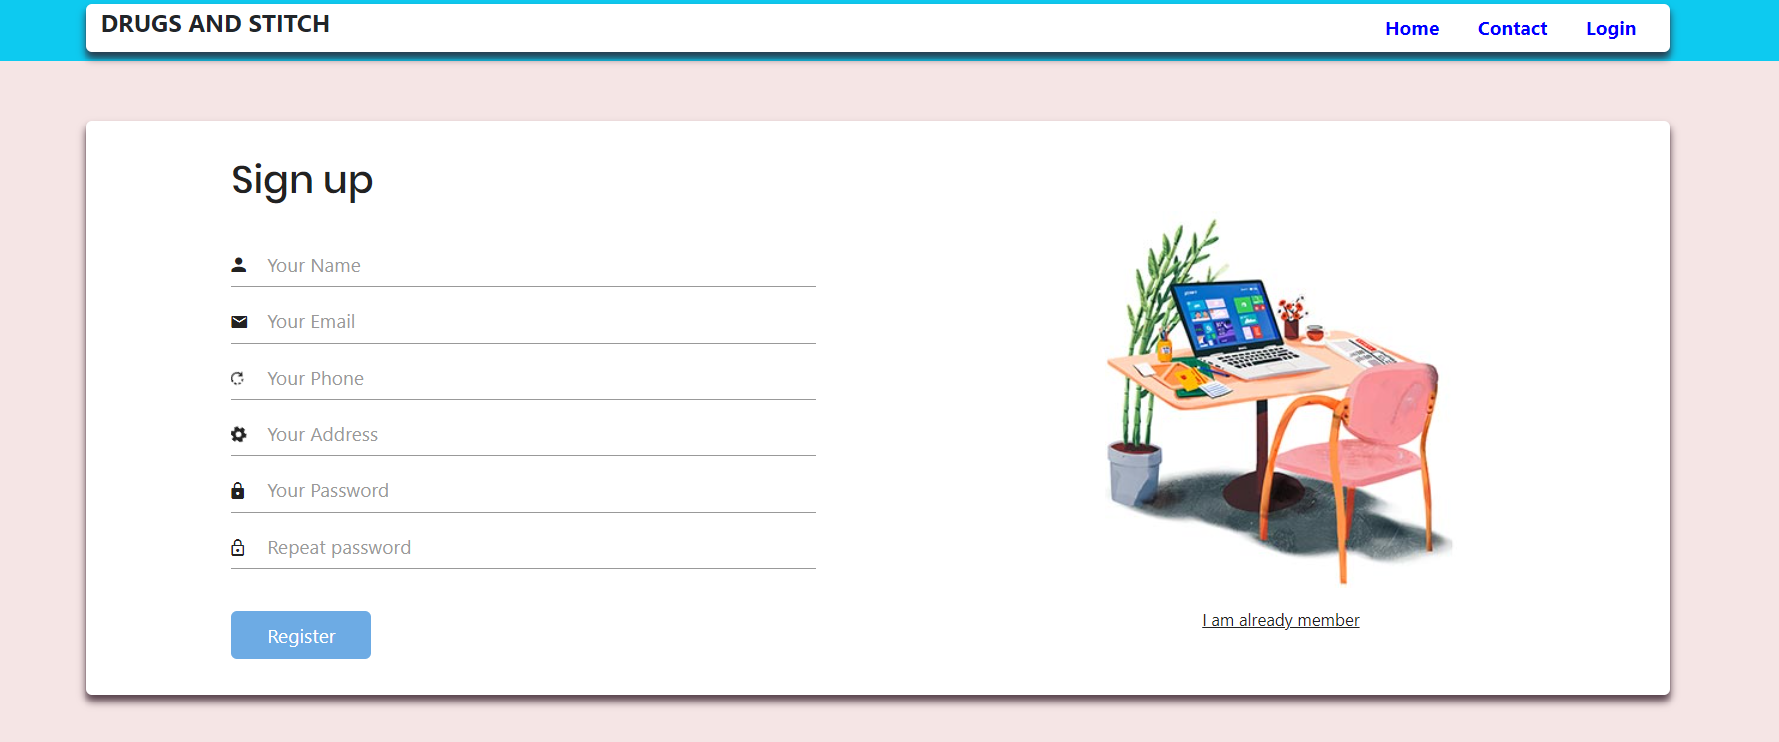 DRUGS AND STITCH
Home Contact Login
Sign up
Your Name
Your Email
Your Phone
Your Address
Your Password
Repeat password
Register
I am already member